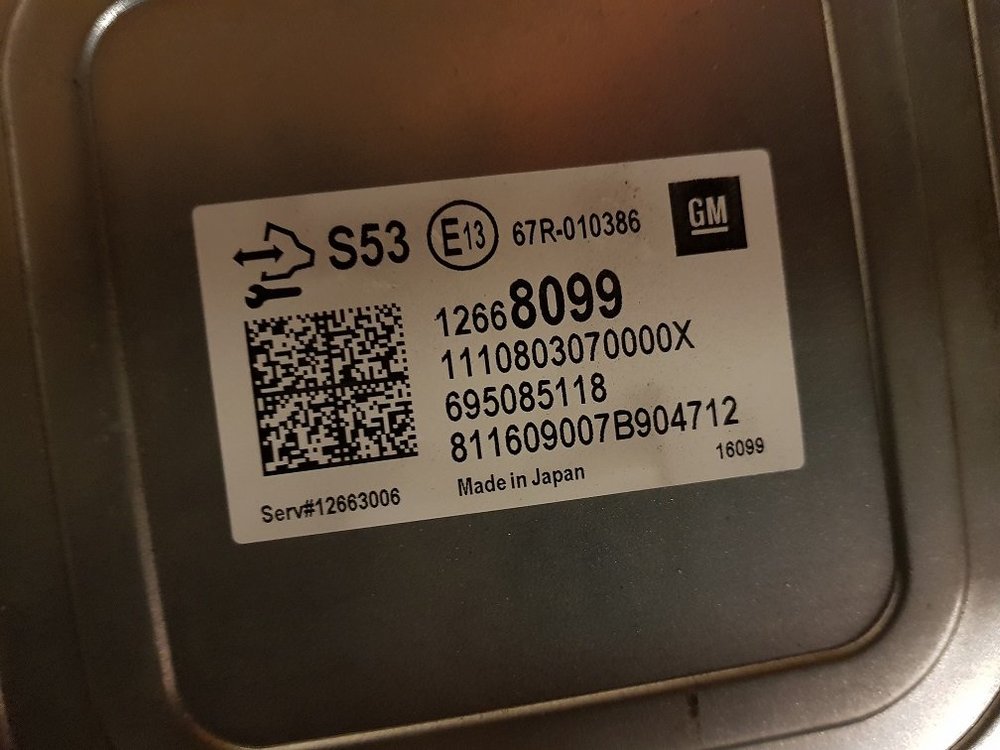 S53 E13 67R-010386 GM
12668099
1110803070000X
695085118
811609007B904712
Serv#12663006 Made in Japan 16099